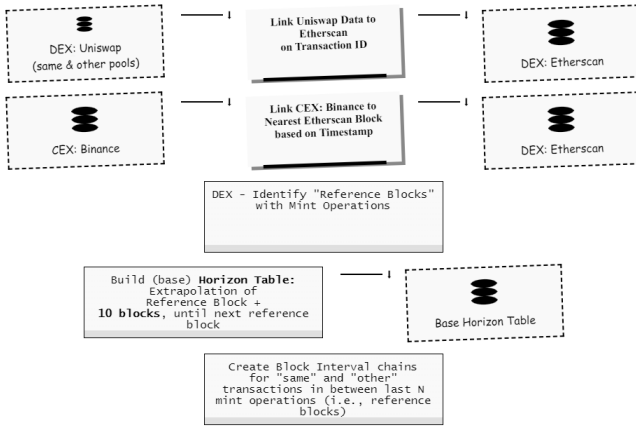 DEX: Uniswap
(same & other pools)
Link Uniswap Data to
Etherscan
on Transaction ID
DEX: Etherscan
CEX: Binance
Link CEX: Binance to
Nearest Etherscan Block
based on Timestamp
DEX: Etherscan
DEX - Identify "Reference Blocks"
with Mint Operations
Build (base) Horizon Table:
Extrapolation of
Reference Block +
10 blocks, until next reference
block
Base Horizon Table
Create Block Interval chains
for "same" and "other"
transactions in between last N
mint operations (i.e., reference
blocks)